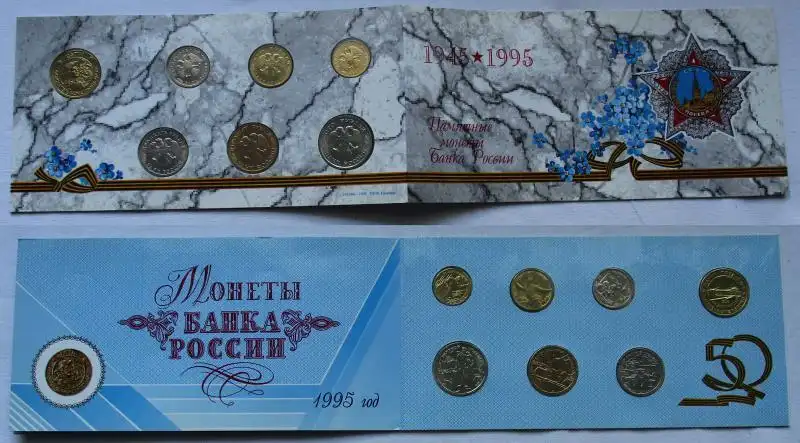 1945★1995
Памятные
монеты
Банка России
Монеты
БАНКА
РОССИИ
1995 год
50